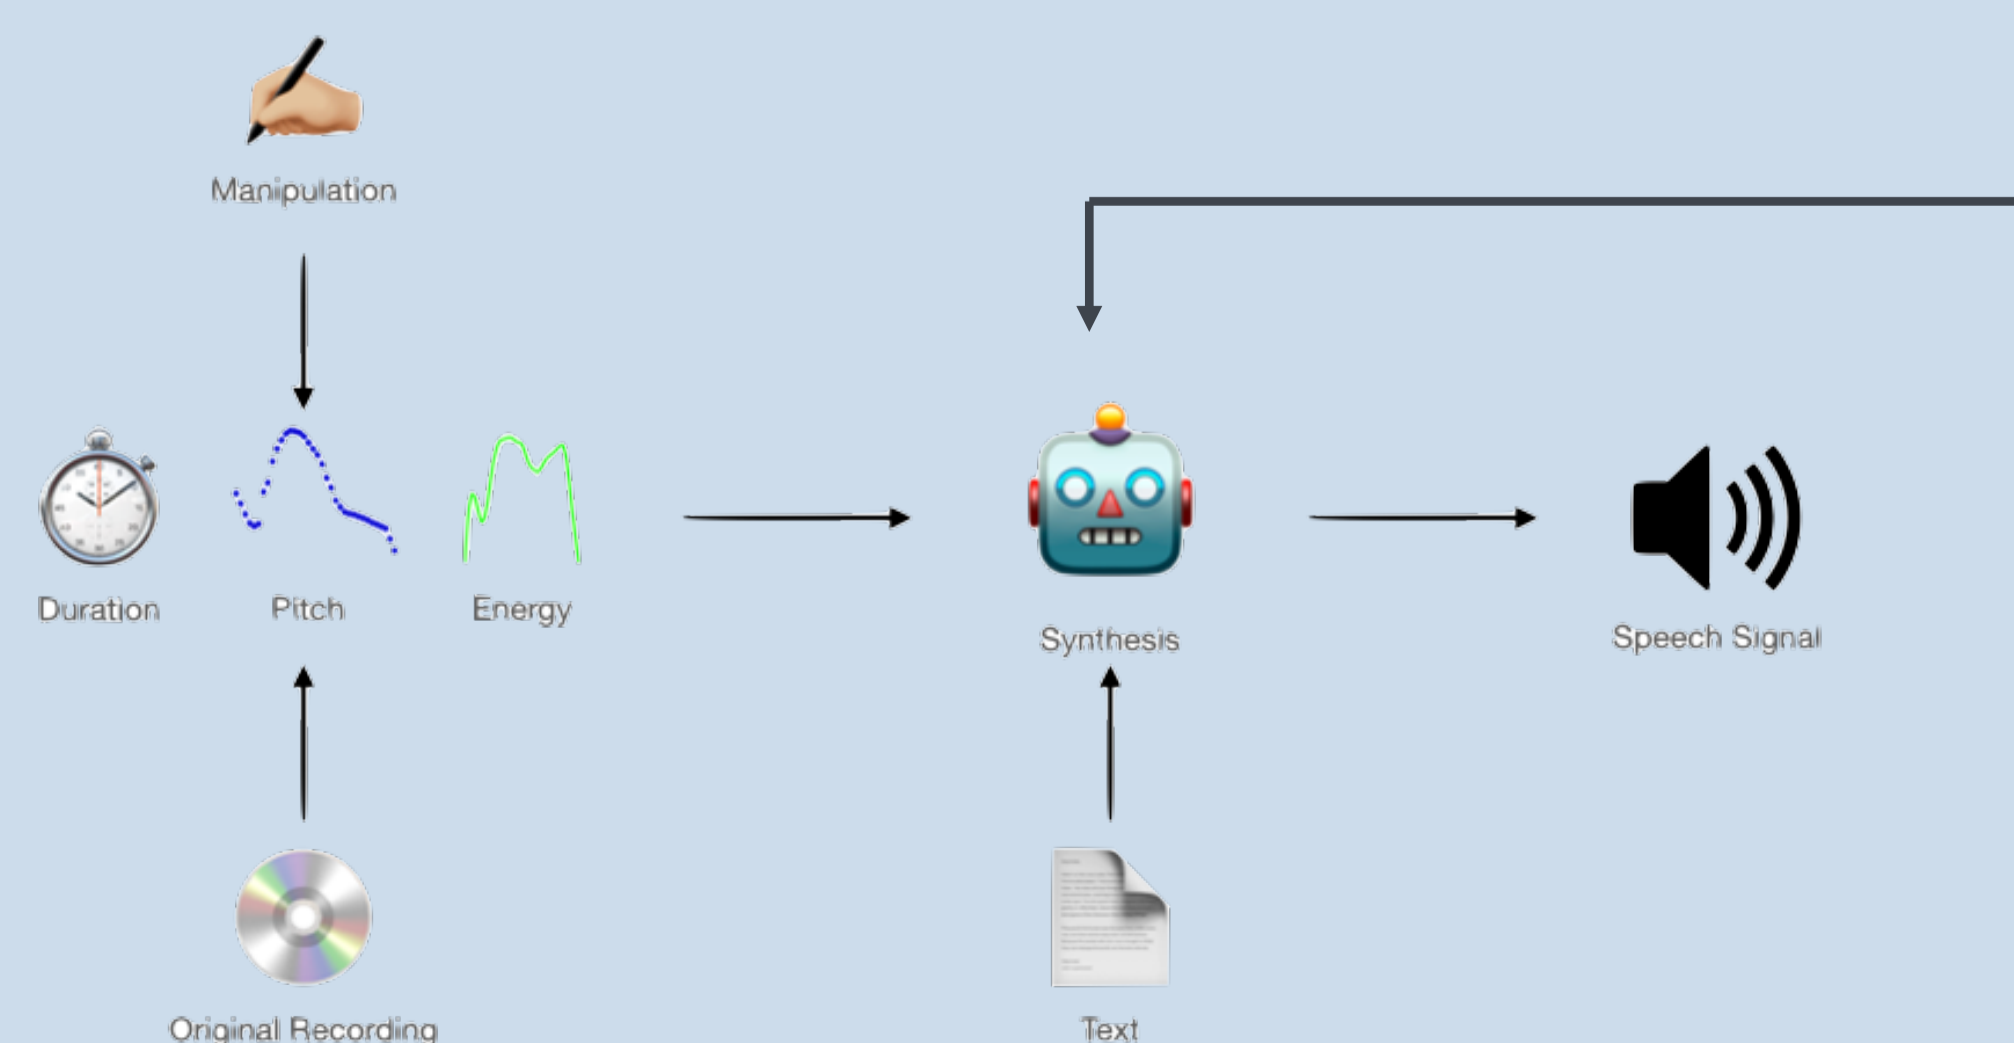 Manipulation
Duration
Pitch
Energy
Synthesis
Speech Signal
Original Recording
Text